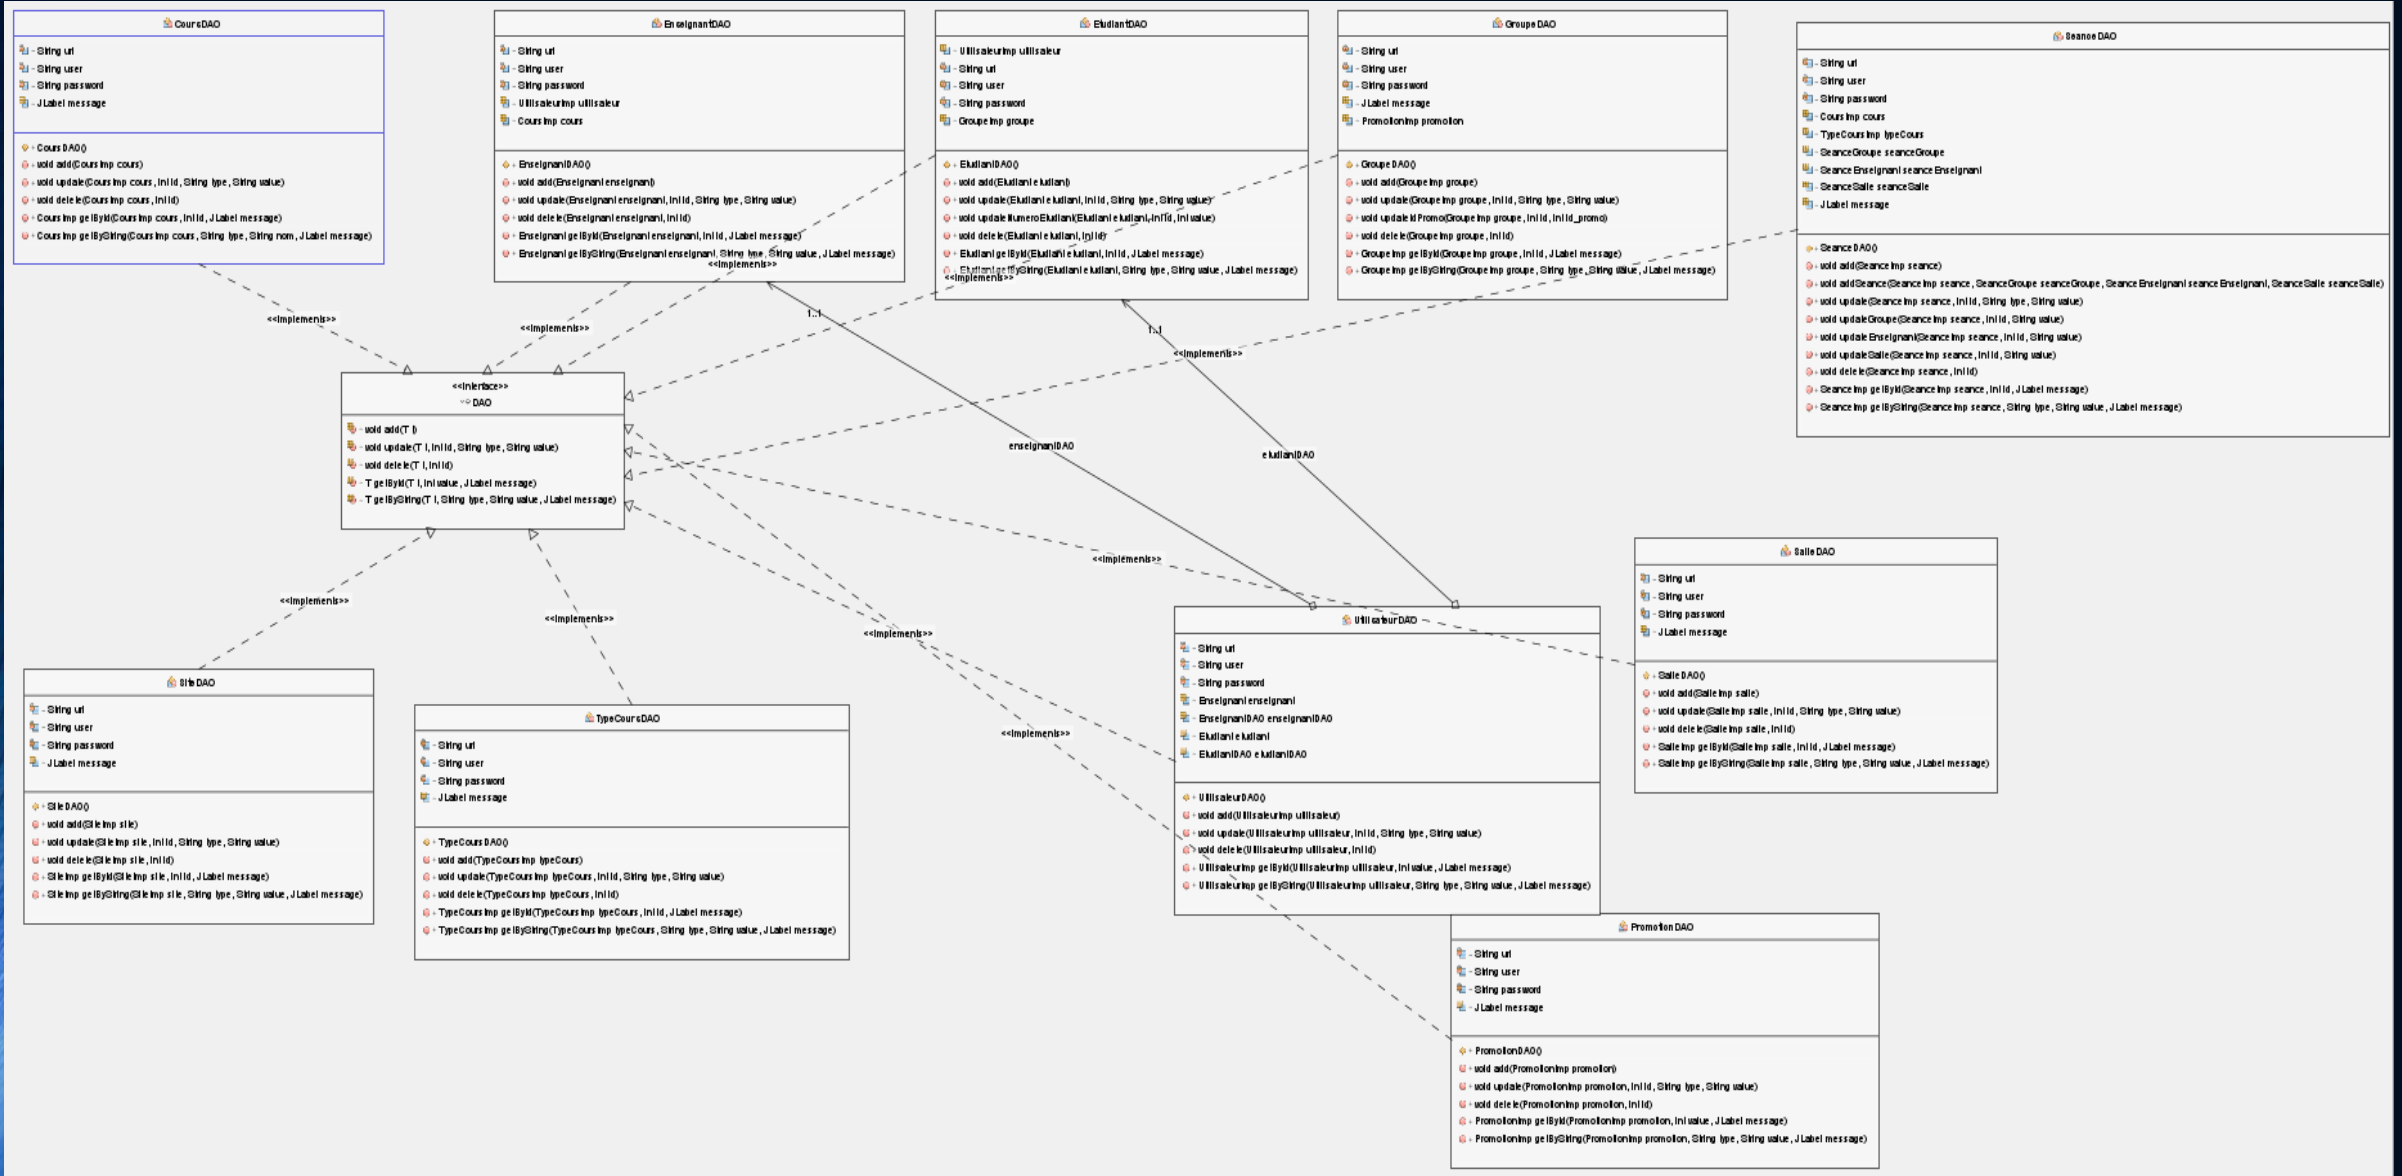 CoursDAO
- String url
- String user
- String password
- JLabel message
+ CoursDAO()
+ void add(CoursImp cours)
+ void update(CoursImp cours, int id, String type, String value)
+ void delete(CoursImp cours, int id)
+ CoursImp getById(CoursImp cours, int id, JLabel message)
+ CoursImp getByString(CoursImp cours, String type, String nom, JLabel message)
EnseignantDAO
- String url
- String user
- String password
- UtilisateurImp utilisateur
- CoursImp cours
+ EnseignantDAO()
+ void add(Enseignant enseignant)
+ void update(Enseignant enseignant, int id, String type, String value)
+ void delete(Enseignant enseignant, int id)
+ Enseignant getById(Enseignant enseignant, int id, JLabel message)
+ Enseignant getByString(Enseignant enseignant, String type, String value, JLabel message)
EtudiantDAO
- UtilisateurImp utilisateur
- String url
- String user
- String password
- GroupeImp groupe
+ EtudiantDAO()
+ void add(Etudiant etudiant)
+ void update(Etudiant etudiant, int id, String type, String value)
+ void updateNumeroEtudiant(Etudiant etudiant, int id, int value)
+ void delete(Etudiant etudiant, int id)
+ Etudiant getById(Etudiant etudiant, int id, JLabel message)
+ Etudiant getByString(Etudiant etudiant, String type, String value, JLabel message)
GroupeDAO
- String url
- String user
- String password
- JLabel message
- PromotionImp promotion
+ GroupeDAO()
+ void add(GroupeImp groupe)
+ void update(GroupeImp groupe, int id, String type, String value)
+ void updateIdPromo(GroupeImp groupe, int id, int id_promo)
+ void delete(GroupeImp groupe, int id)
+ GroupeImp getById(GroupeImp groupe, int id, JLabel message)
+ GroupeImp getByString(GroupeImp groupe, String type, String value, JLabel message)
SeanceDAO
- String url
- String user
- String password
- CoursImp cours
- TypeCoursImp typeCours
- SeanceGroupe seanceGroupe
- SeanceEnseignant seanceEnseignant
- SeanceSalle seanceSalle
- JLabel message
+ SeanceDAO()
+ void add(SeanceImp seance)
+ void addSeance(SeanceImp seance, SeanceGroupe seanceGroupe, SeanceEnseignant seanceEnseignant, SeanceSalle seanceSalle)
+ void update(SeanceImp seance, int id, String type, String value)
+ void updateGroupe(SeanceImp seance, int id, String value)
+ void updateEnseignant(SeanceImp seance, int id, String value)
+ void updateSalle(SeanceImp seance, int id, String value)
+ void delete(SeanceImp seance, int id)
+ SeanceImp getById(SeanceImp seance, int id, JLabel message)
+ SeanceImp getByString(SeanceImp seance, String type, String value, JLabel message)
<<implements>>
<<implements>>
<<implements>>
<<implements>>
<<implements>>
1..1
1..1
<<interface>>
DAO
- void add(T t)
- void update(T t, int id, String type, String value)
- void delete(T t, int id)
- T getById(T t, int value, JLabel message)
- T getByString(T t, String type, String value, JLabel message)
enseignantDAO
etudiantDAO
<<implements>>
<<implements>>
<<implements>>
<<implements>>
<<implements>>
SiteDAO
- String url
- String user
- String password
- JLabel message
+ SiteDAO()
+ void add(SiteImp site)
+ void update(SiteImp site, int id, String type, String value)
+ void delete(SiteImp site, int id)
+ SiteImp getById(SiteImp site, int id, JLabel message)
+ SiteImp getByString(SiteImp site, String type, String value, JLabel message)
TypeCoursDAO
- String url
- String user
- String password
- JLabel message
+ TypeCoursDAO()
+ void add(TypeCoursImp typeCours)
+ void update(TypeCoursImp typeCours, int id, String type, String value)
+ void delete(TypeCoursImp typeCours, int id)
+ TypeCoursImp getById(TypeCoursImp typeCours, int id, JLabel message)
+ TypeCoursImp getByString(TypeCoursImp typeCours, String type, String value, JLabel message)
UtilisateurDAO
- String url
- String user
- String password
- Enseignant enseignant
- EnseignantDAO enseignantDAO
- Etudiant etudiant
- EtudiantDAO etudiantDAO
+ UtilisateurDAO()
+ void add(UtilisateurImp utilisateur)
+ void update(UtilisateurImp utilisateur, int id, String type, String value)
+ void delete(UtilisateurImp utilisateur, int id)
+ UtilisateurImp getById(UtilisateurImp utilisateur, int value, JLabel message)
+ UtilisateurImp getByString(UtilisateurImp utilisateur, String type, String value, JLabel message)
SalleDAO
- String url
- String user
- String password
- JLabel message
+ SalleDAO()
+ void add(SalleImp salle)
+ void update(SalleImp salle, int id, String type, String value)
+ void delete(SalleImp salle, int id)
+ SalleImp getById(SalleImp salle, int id, JLabel message)
+ SalleImp getByString(SalleImp salle, String type, String value, JLabel message)
PromotionDAO
- String url
- String user
- String password
- JLabel message
+ PromotionDAO()
+ void add(PromotionImp promotion)
+ void update(PromotionImp promotion, int id, String type, String value)
+ void delete(PromotionImp promotion, int id)
+ PromotionImp getById(PromotionImp promotion, int value, JLabel message)
+ PromotionImp getByString(PromotionImp promotion, String type, String value, JLabel message)